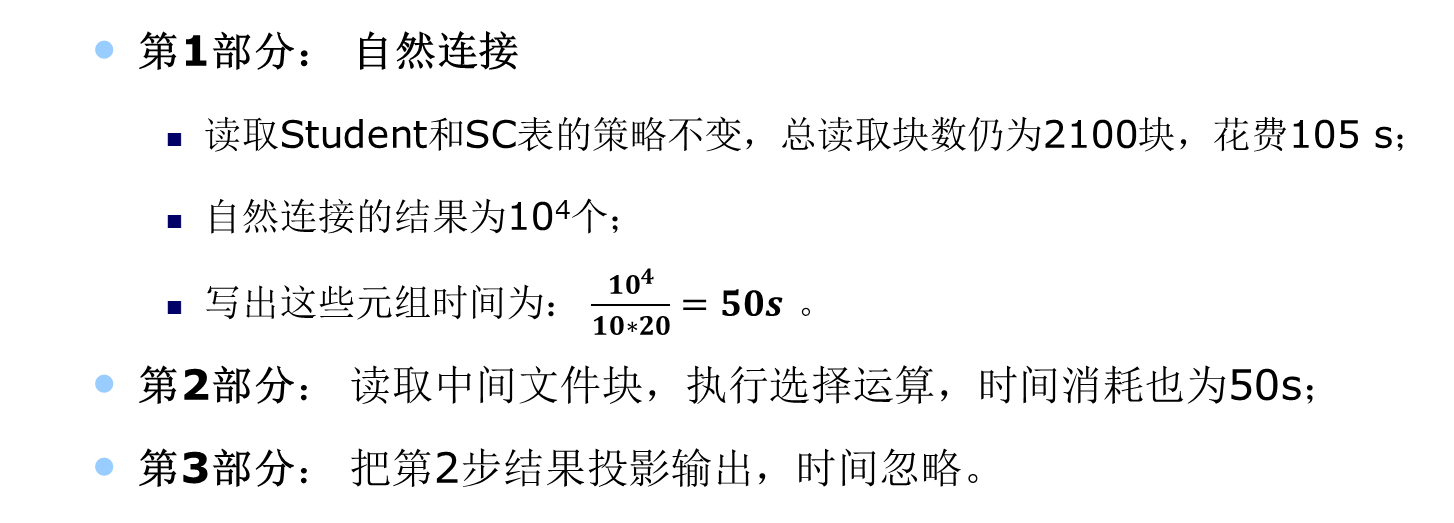 ● 第1部分： 自然连接
■ 读取Student和SC表的策略不变，总读取块数仍为2100块，花费105 s；
■ 自然连接的结果为10⁴个；
■ 写出这些元组时间为： 10⁴/(10*20) = 50s 。
● 第2部分： 读取中间文件块，执行选择运算，时间消耗也为50s；
● 第3部分： 把第2步结果投影输出，时间忽略。